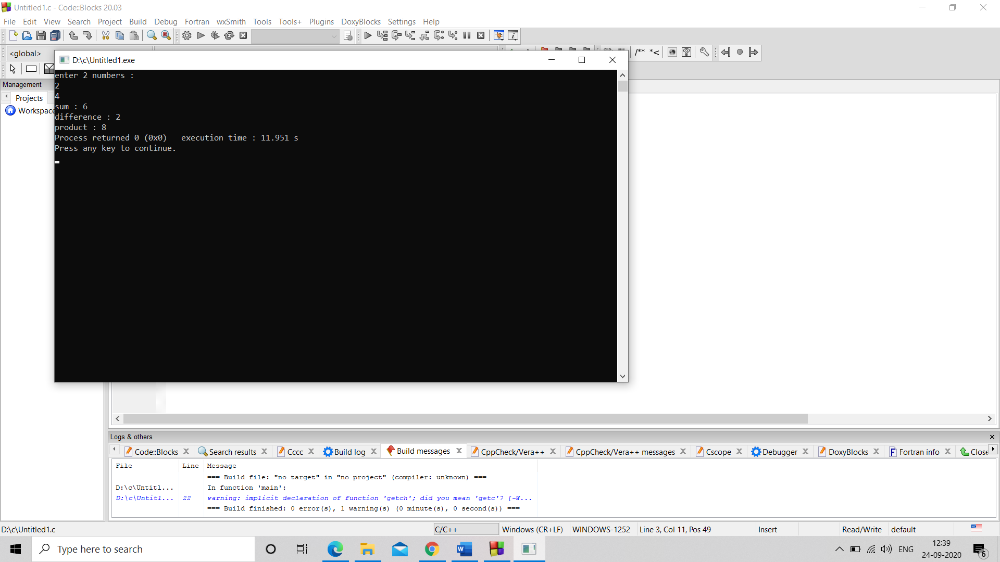 Untitled1.c - Code::Blocks 20.03
File Edit View Search Project Build Debug Fortran wxSmith Tools Tools+ Plugins DoxyBlocks Settings Help
<global>
/** *<
D:\c\Untitled1.exe
enter 2 numbers :
2
4
sum : 6
difference : 2
product : 8
Process returned 0 (0x0)   execution time : 11.951 s
Press any key to continue.
Management
Projects
Workspace
Logs & others
Code::Blocks Search results Cccc Build log Build messages CppCheck/Vera++ CppCheck/Vera++ messages Cscope Debugger DoxyBlocks Fortran info Close
File Line Message
=== Build file: "no target" in "no project" (compiler: unknown) ===
D:\c\Untitl... In function 'main':
D:\c\Untitl... 22 warning: implicit declaration of function 'getch'; did you mean 'getc'? [-W...
=== Build finished: 0 error(s), 1 warning(s) (0 minute(s), 0 second(s)) ===
D:\c\Untitled1.c C/C++ Windows (CR+LF) WINDOWS-1252 Line 3, Col 11, Pos 49 Insert Read/Write default
Type here to search
ENG
12:39
24-09-2020
6